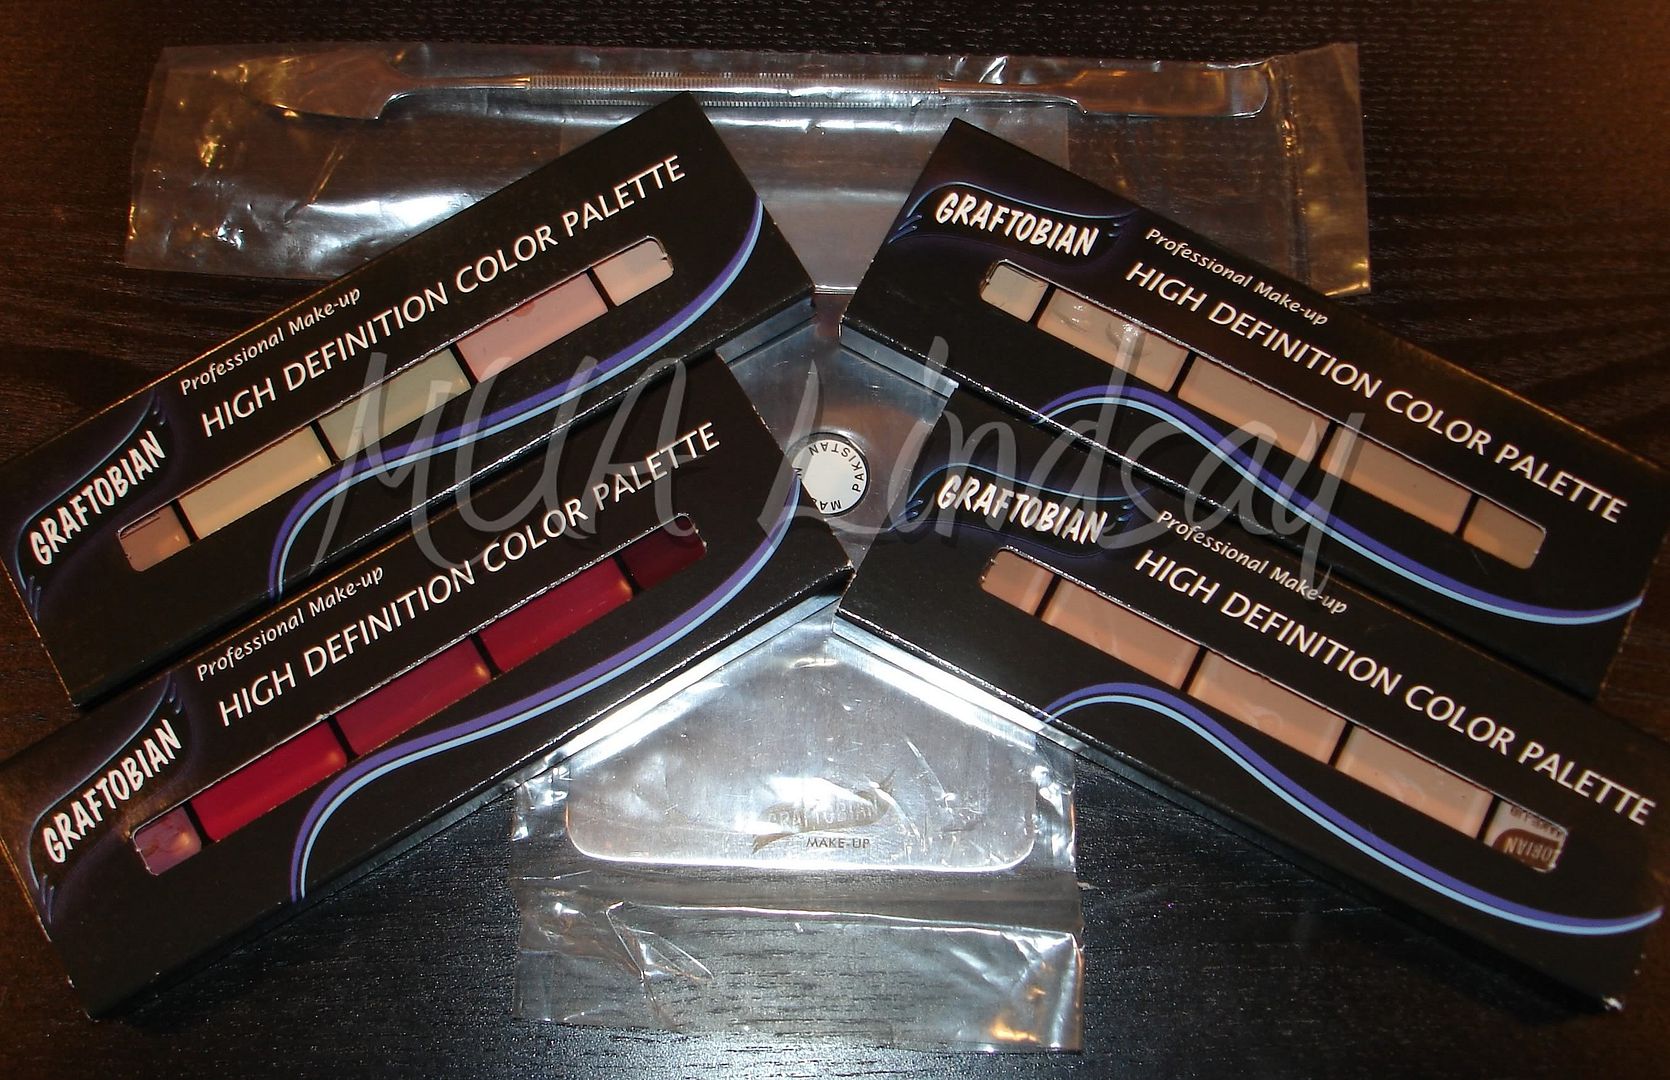 GRAFTOBIAN
Professional Make-up
HIGH DEFINITION COLOR PALETTE
GRAFTOBIAN
Professional Make-up
HIGH DEFINITION COLOR PALETTE
GRAFTOBIAN
Professional Make-up
HIGH DEFINITION COLOR PALETTE
GRAFTOBIAN
Professional Make-up
HIGH DEFINITION COLOR PALETTE
MUA Lindsay
PAKISTAN
GRAFTOBIAN
MAKE-UP